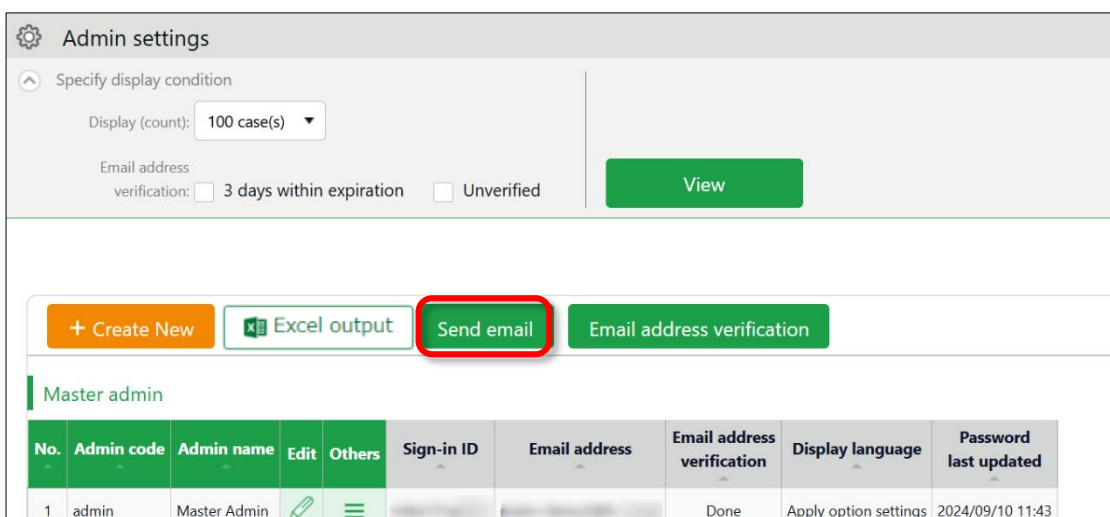 Admin settings
Specify display condition
Display (count): 100 case(s)
Email address
verification: 3 days within expiration Unverified
View
+ Create New Excel output Send email Email address verification
Master admin
No. Admin code Admin name Edit Others Sign-in ID Email address Email address verification Display language Password last updated
1 admin Master Admin Done Apply option settings 2024/09/10 11:43